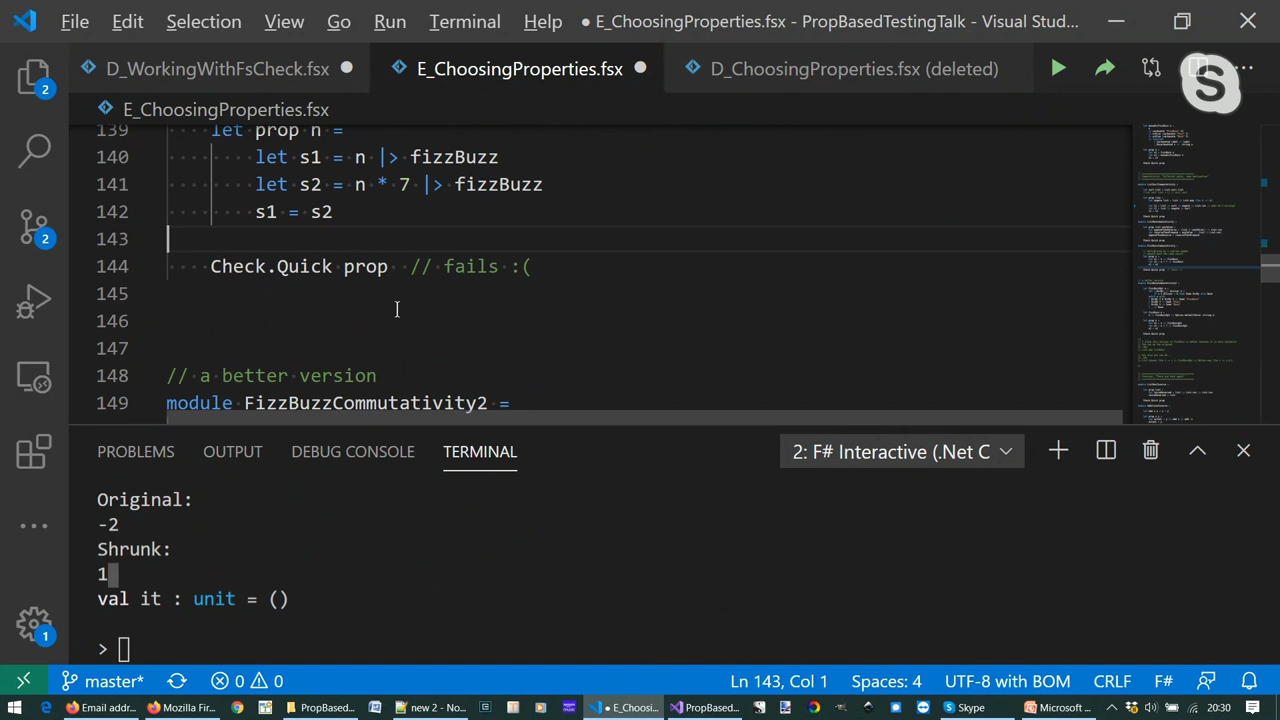 File Edit Selection View Go Run Terminal Help ● E_ChoosingProperties.fsx - PropBasedTestingTalk - Visual Stud...
D_WorkingWithFsCheck.fsx ● E_ChoosingProperties.fsx ● D_ChoosingProperties.fsx (deleted)
E_ChoosingProperties.fsx
139 let prop n =
140 let s1 = n |> fizzBuzz
141 let s2 = n * 7 |> fizzBuzz
142 s1 = s2
143
144 Check.Quick prop // fails :(
145
146
147
148 // a better version
149 module FizzBuzzCommutativity2 =
PROBLEMS OUTPUT DEBUG CONSOLE TERMINAL 2: F# Interactive (.Net C
Original:
-2
Shrunk:
1
val it : unit = ()
>
master* 0 0 Ln 143, Col 1 Spaces: 4 UTF-8 with BOM CRLF F#
Email addr... Mozilla Fir... PropBased... new 2 - No... E_Choosi... PropBased... Skype Microsoft ... 20:30